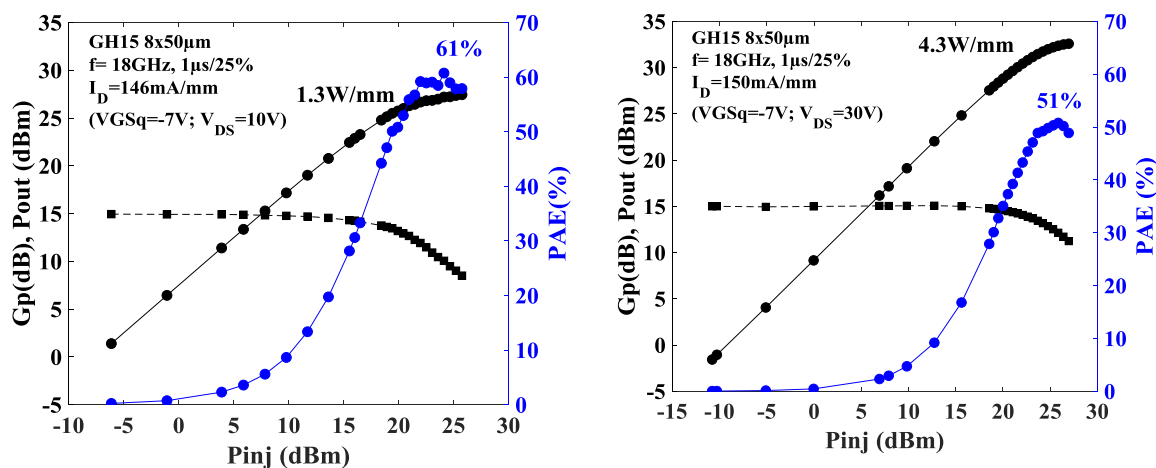 GH15 8x50µm
f= 18GHz, 1µs/25%
I_D=146mA/mm
(VGSq=-7V; V_DS=10V)
1.3W/mm
61%
35
30
25
20
15
10
5
0
-5
Gp(dB), Pout (dBm)
70
60
50
40
30
20
10
0
PAE(%)
-10 -5 0 5 10 15 20 25 30
Pinj (dBm)
GH15 8x50µm
f= 18GHz, 1µs/25%
I_D=150mA/mm
(VGSq=-7V; V_DS=30V)
4.3W/mm
51%
35
30
25
20
15
10
5
0
-5
Gp(dB), Pout (dBm)
70
60
50
40
30
20
10
0
PAE (%)
-15 -10 -5 0 5 10 15 20 25 30
Pinj (dBm)